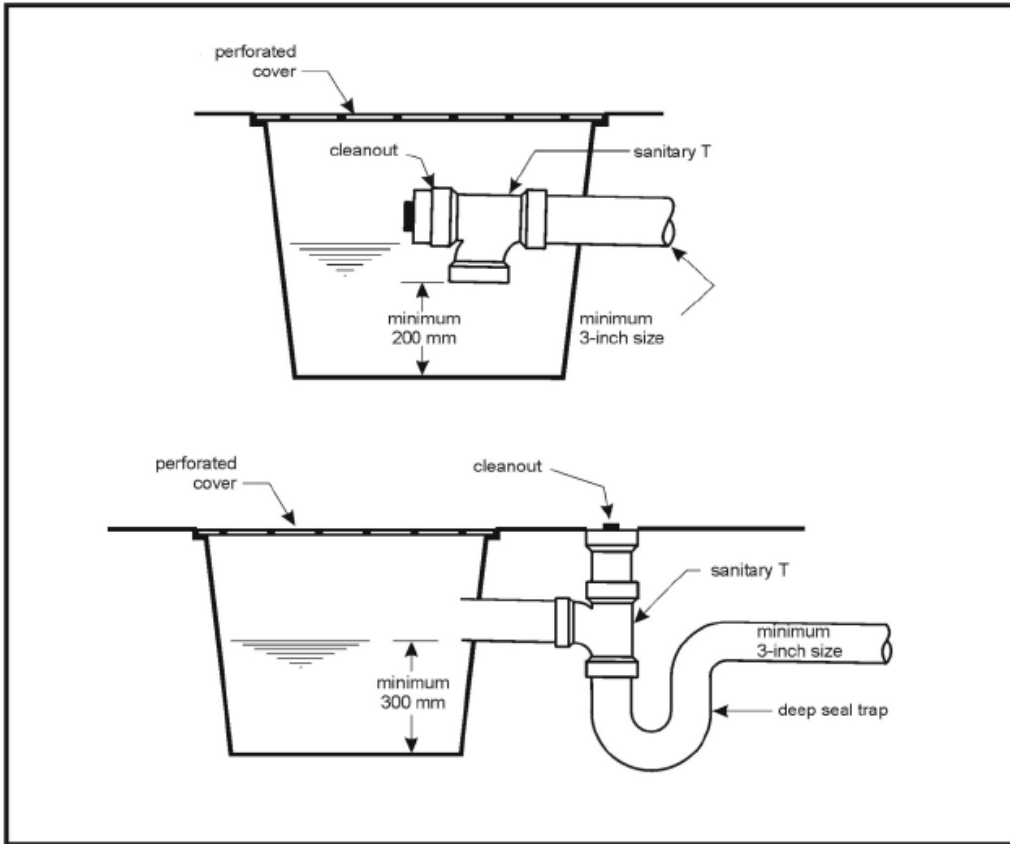 perforated
cover
cleanout
sanitary T
minimum
200 mm
minimum
3-inch size
perforated
cover
cleanout
sanitary T
minimum
3-inch size
minimum
300 mm
deep seal trap